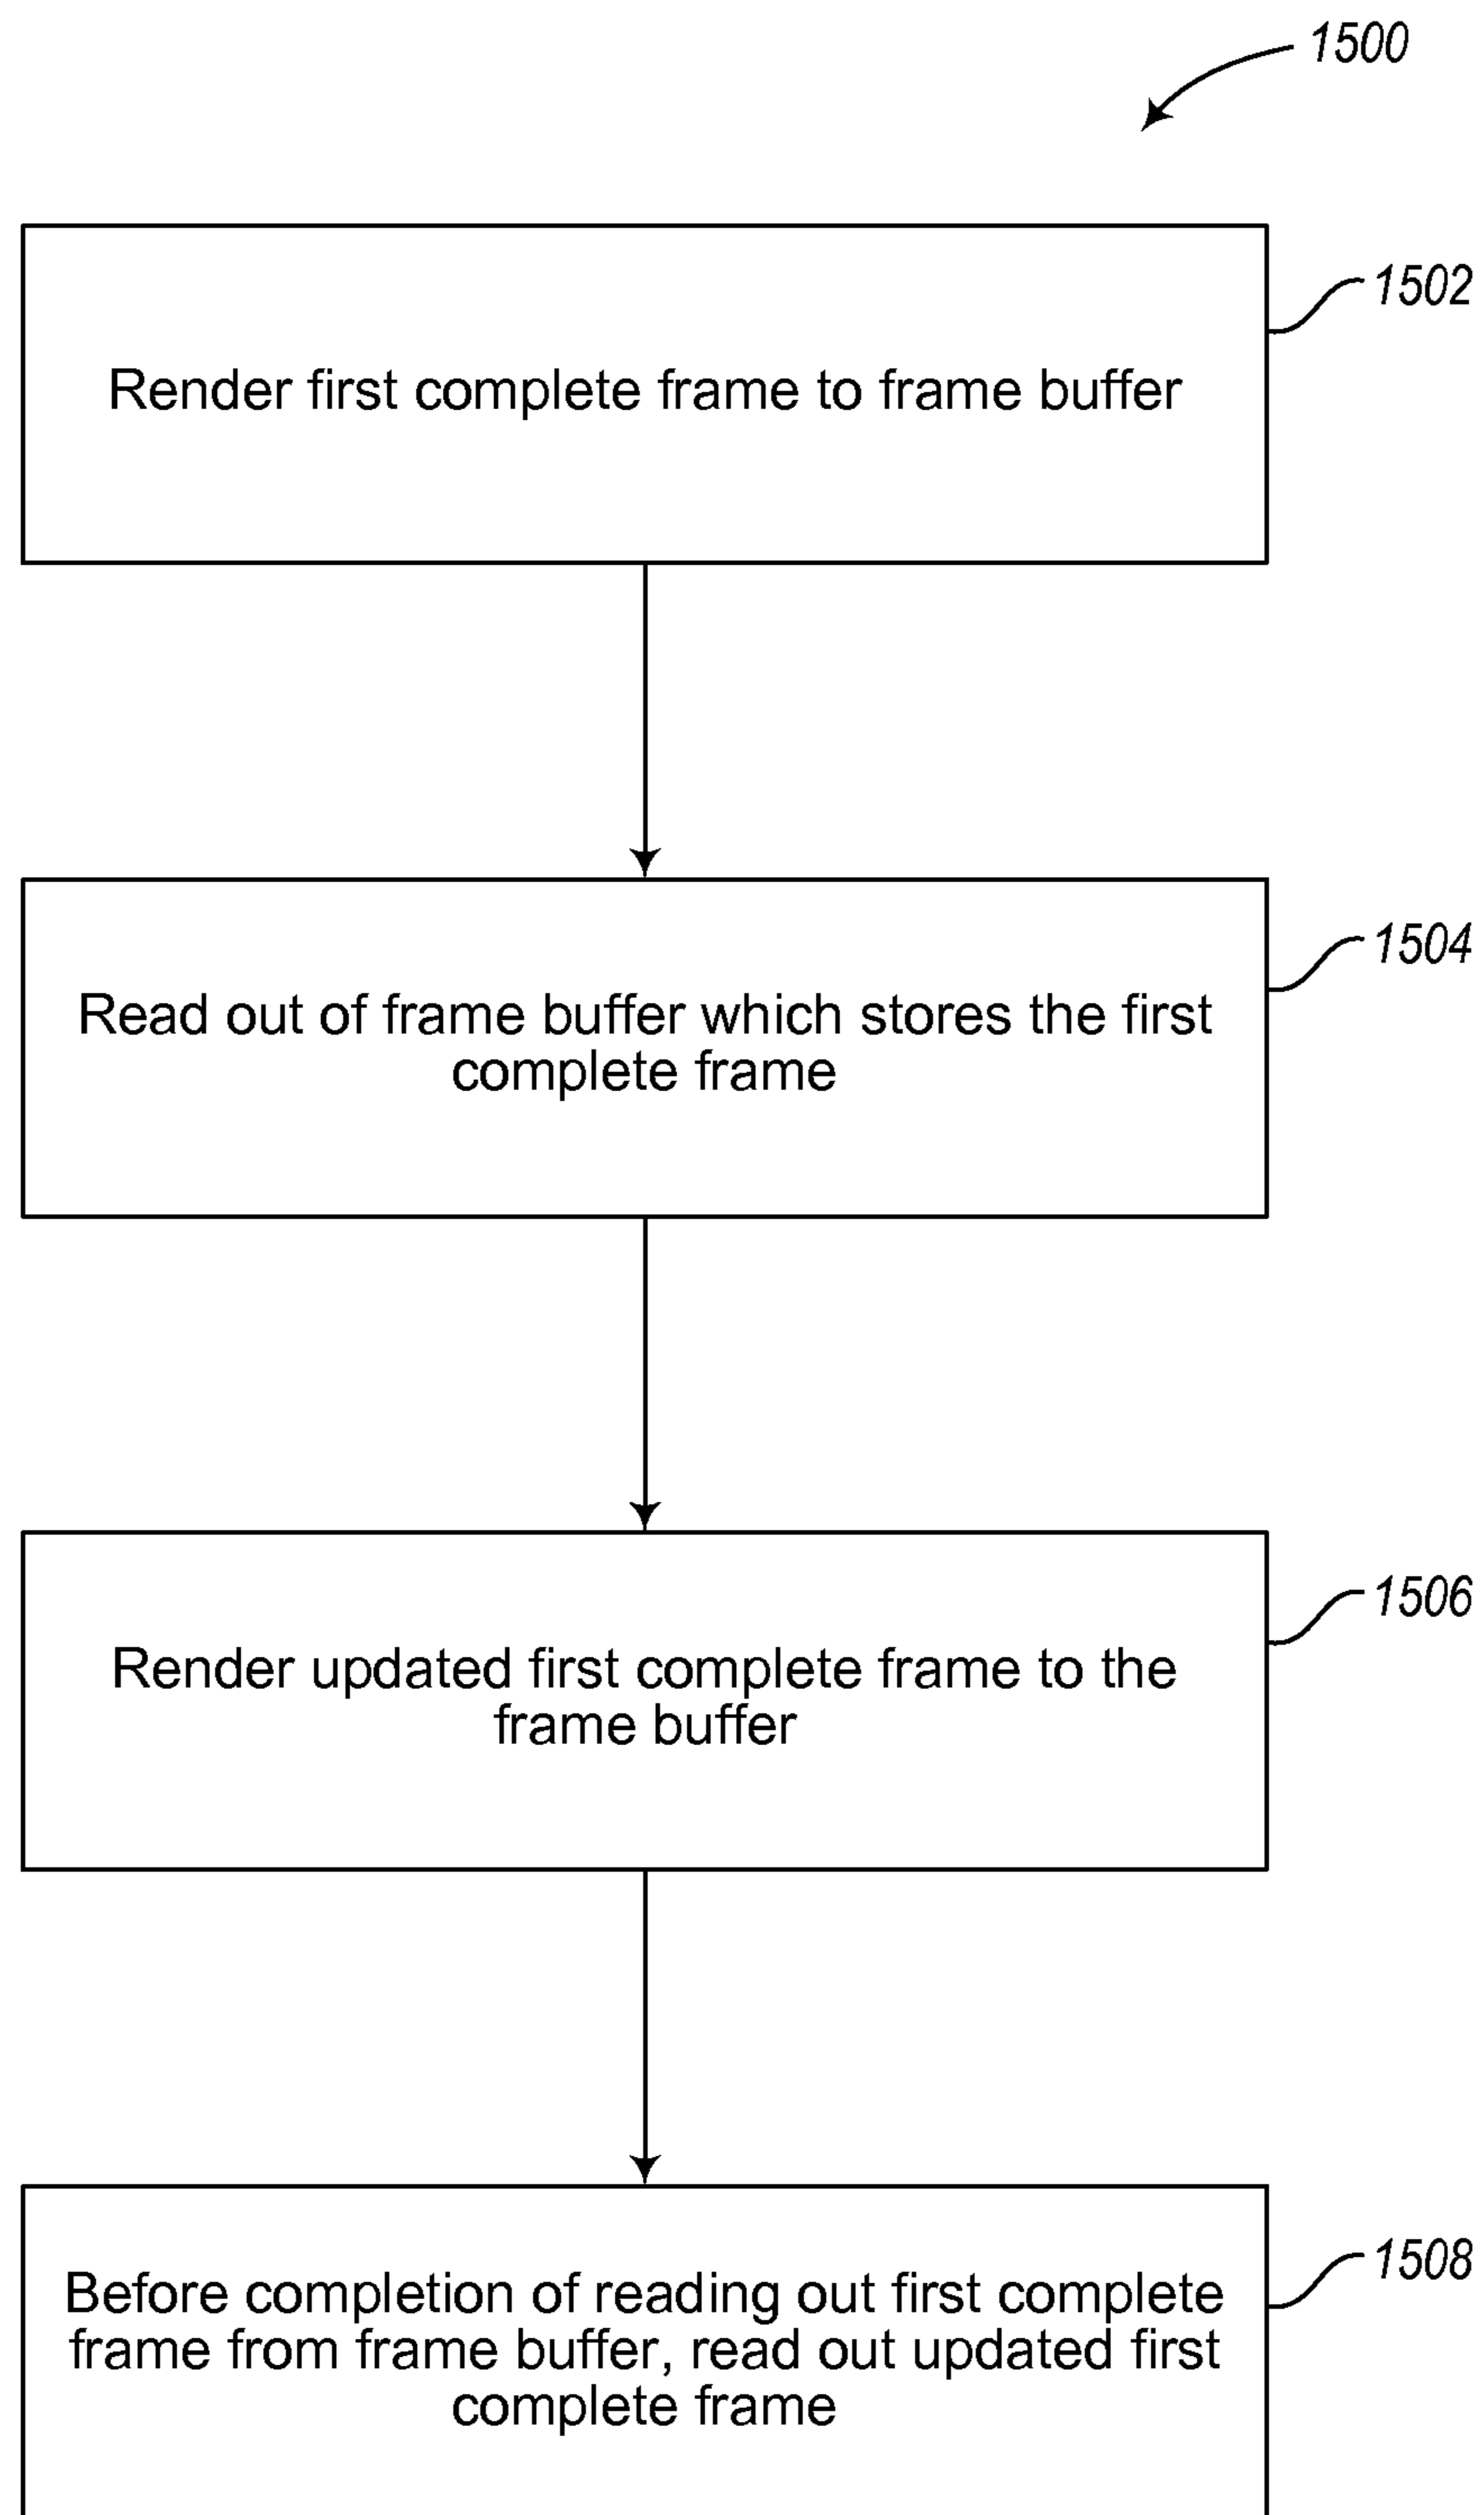 1500
1502
Render first complete frame to frame buffer
1504
Read out of frame buffer which stores the first
complete frame
1506
Render updated first complete frame to the
frame buffer
1508
Before completion of reading out first complete
frame from frame buffer, read out updated first
complete frame